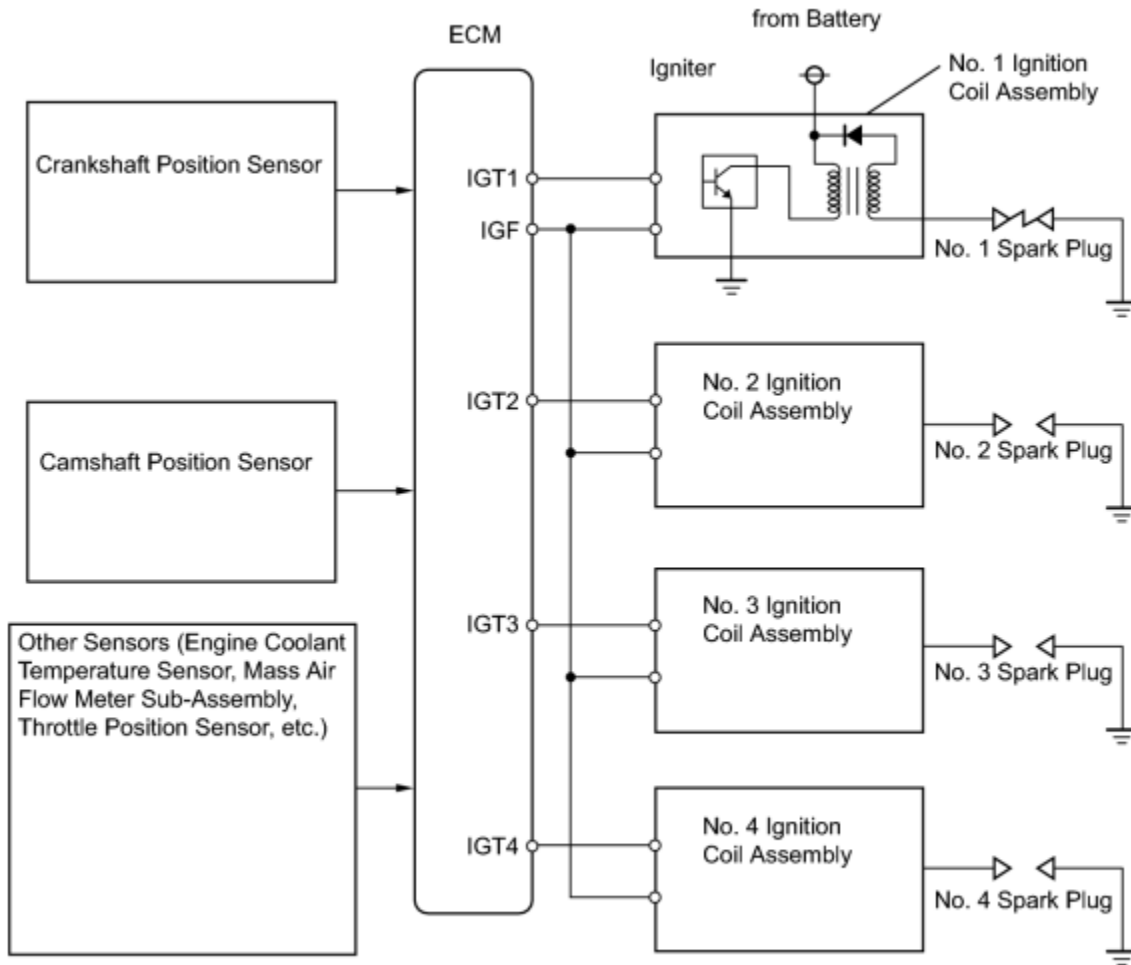 ECM
from Battery
Igniter
No. 1 Ignition
Coil Assembly
Crankshaft Position Sensor
IGT1
IGF
No. 1 Spark Plug
Camshaft Position Sensor
IGT2
No. 2 Ignition
Coil Assembly
No. 2 Spark Plug
Other Sensors (Engine Coolant
Temperature Sensor, Mass Air
Flow Meter Sub-Assembly,
Throttle Position Sensor, etc.)
IGT3
No. 3 Ignition
Coil Assembly
No. 3 Spark Plug
IGT4
No. 4 Ignition
Coil Assembly
No. 4 Spark Plug